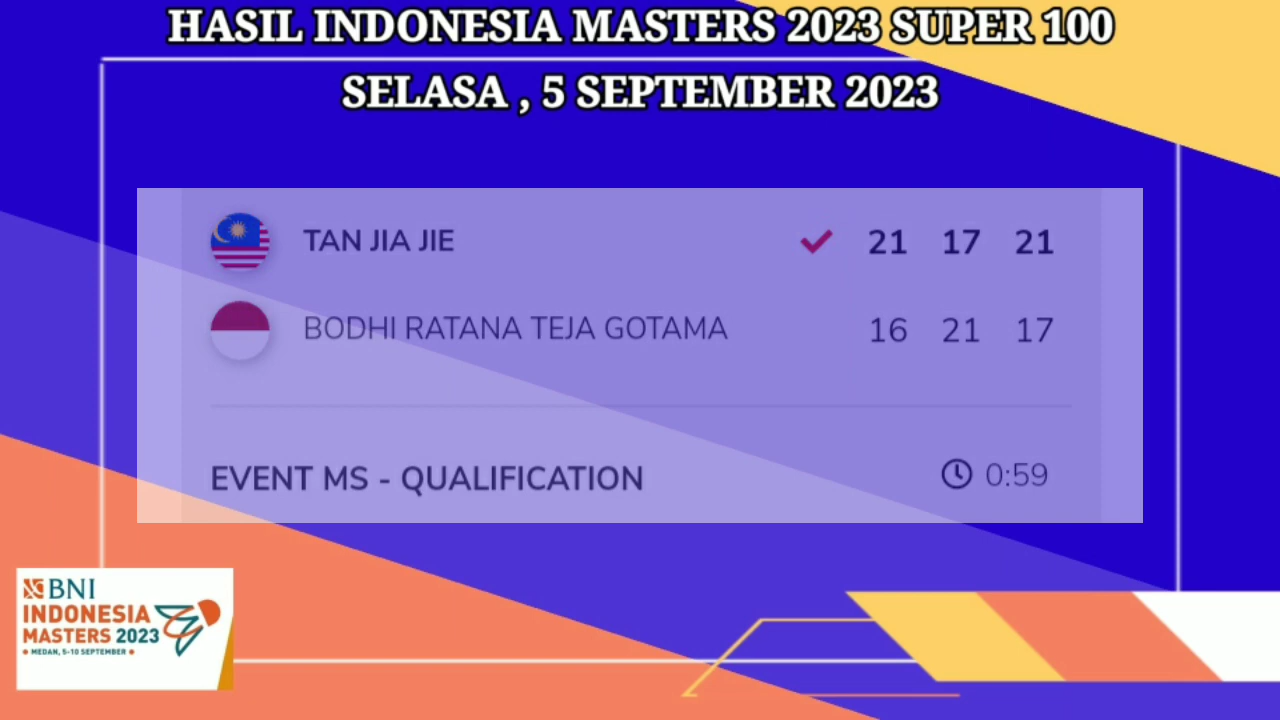 HASIL INDONESIA MASTERS 2023 SUPER 100
SELASA , 5 SEPTEMBER 2023
TAN JIA JIE 21 17 21
BODHI RATANA TEJA GOTAMA 16 21 17
EVENT MS - QUALIFICATION 0:59
BNI
INDONESIA
MASTERS 2023
MEDAN, 5-10 SEPTEMBER